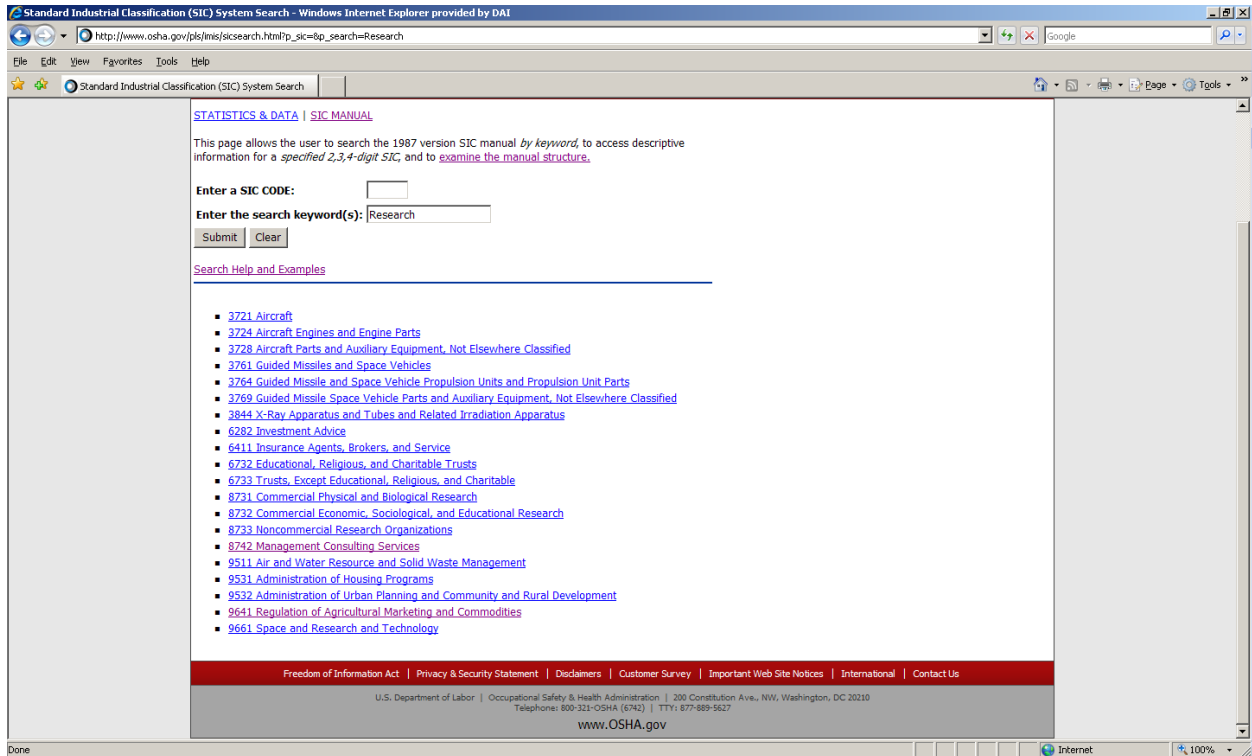 Standard Industrial Classification (SIC) System Search - Windows Internet Explorer provided by DAI
http://www.osha.gov/pls/imis/sicsearch.html?p_sic=&p_search=Research
Google
File Edit View Favorites Tools Help
Standard Industrial Classification (SIC) System Search
Page Tools »
STATISTICS & DATA | SIC MANUAL
This page allows the user to search the 1987 version SIC manual by keyword, to access descriptive
information for a specified 2,3,4-digit SIC, and to examine the manual structure.
Enter a SIC CODE:
Enter the search keyword(s): Research
Submit Clear
Search Help and Examples
3721 Aircraft
3724 Aircraft Engines and Engine Parts
3728 Aircraft Parts and Auxiliary Equipment, Not Elsewhere Classified
3761 Guided Missiles and Space Vehicles
3764 Guided Missile and Space Vehicle Propulsion Units and Propulsion Unit Parts
3769 Guided Missile Space Vehicle Parts and Auxiliary Equipment, Not Elsewhere Classified
3844 X-Ray Apparatus and Tubes and Related Irradiation Apparatus
6282 Investment Advice
6411 Insurance Agents, Brokers, and Service
6732 Educational, Religious, and Charitable Trusts
6733 Trusts, Except Educational, Religious, and Charitable
8731 Commercial Physical and Biological Research
8732 Commercial Economic, Sociological, and Educational Research
8733 Noncommercial Research Organizations
8742 Management Consulting Services
9511 Air and Water Resource and Solid Waste Management
9531 Administration of Housing Programs
9532 Administration of Urban Planning and Community and Rural Development
9641 Regulation of Agricultural Marketing and Commodities
9661 Space and Research and Technology
Freedom of Information Act | Privacy & Security Statement | Disclaimers | Customer Survey | Important Web Site Notices | International | Contact Us
U.S. Department of Labor | Occupational Safety & Health Administration | 200 Constitution Ave., NW, Washington, DC 20210
Telephone: 800-321-OSHA (6742) | TTY: 877-889-5627
www.OSHA.gov
Done Internet 100%